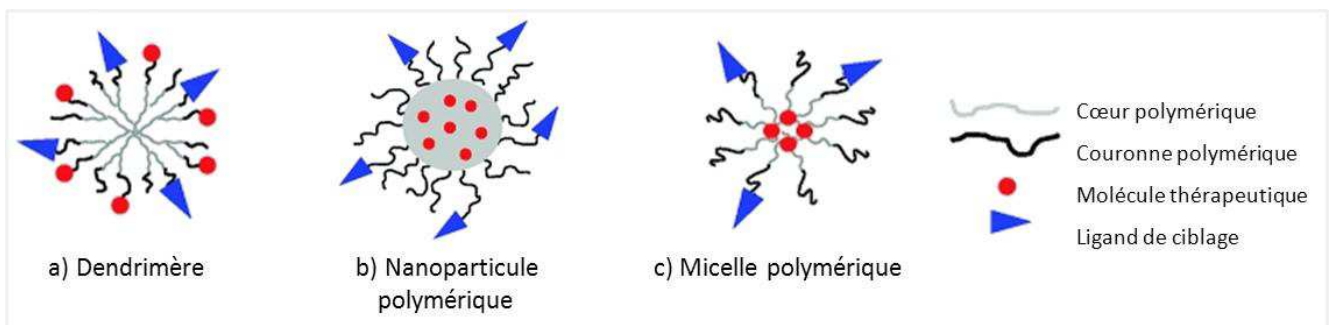 Cœur polymérique
Couronne polymérique
Molécule thérapeutique
Ligand de ciblage
a) Dendrimère
b) Nanoparticule
polymérique
c) Micelle polymérique